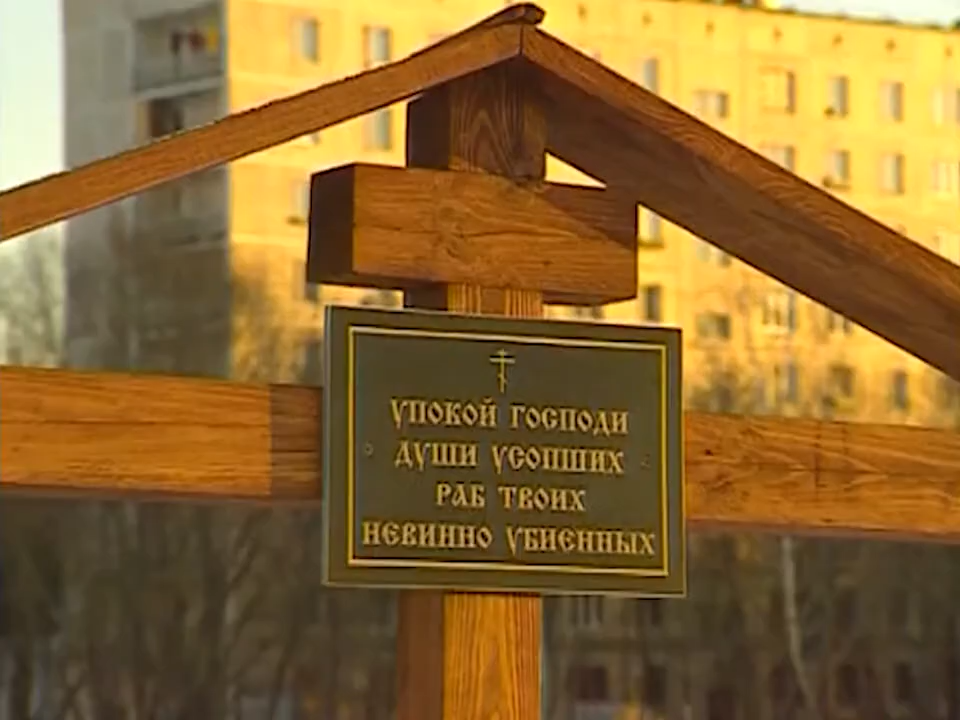 УПОКОЙ ГОСПОДИ
ДУШИ УСОПШИХ
РАБ ТВОИХ
НЕВИННО УБИЕННЫХ